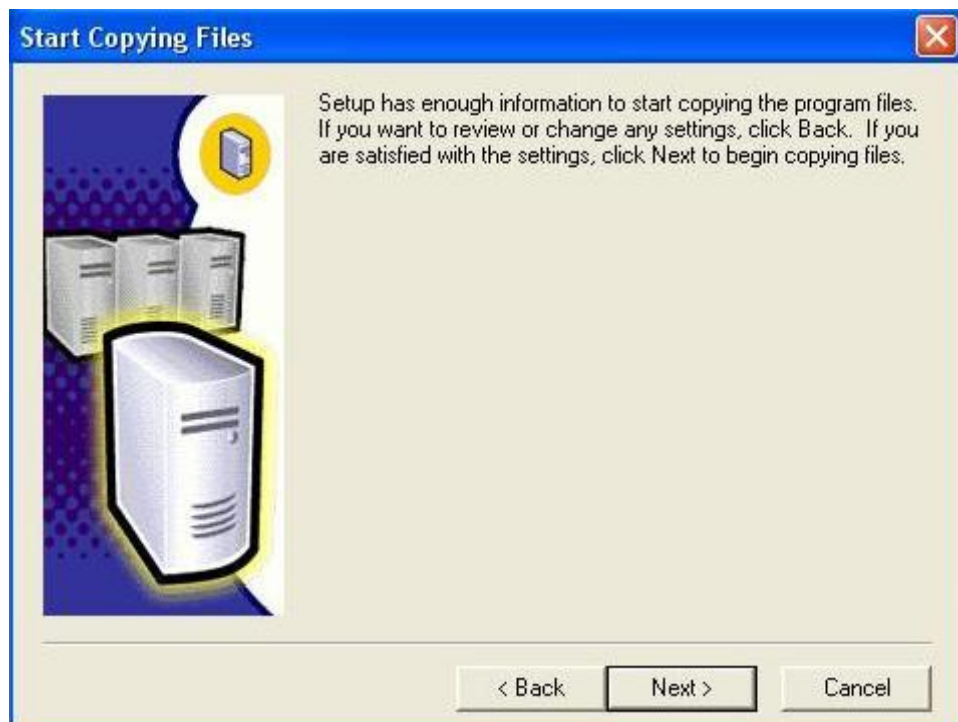 Start Copying Files
Setup has enough information to start copying the program files.
If you want to review or change any settings, click Back.  If you
are satisfied with the settings, click Next to begin copying files.
< Back
Next >
Cancel